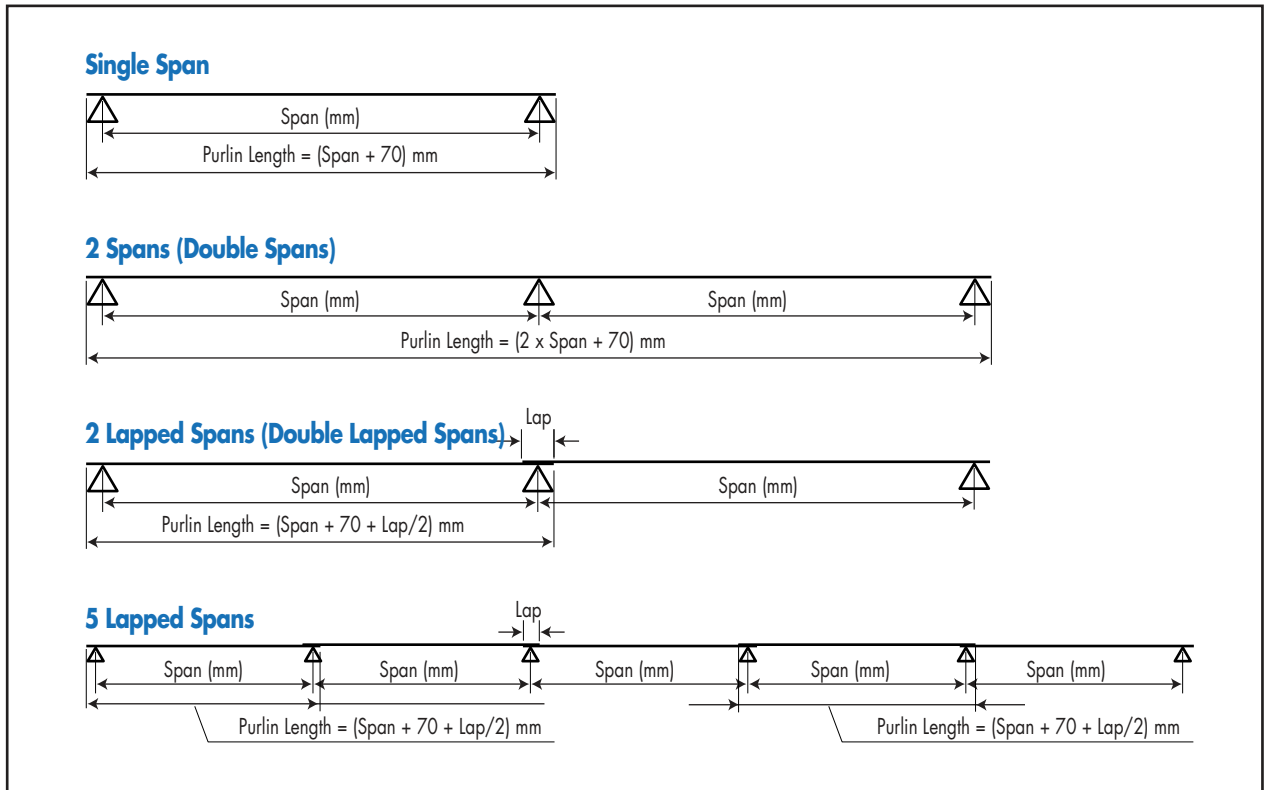 Single Span
Span (mm)
Purlin Length = (Span + 70) mm
2 Spans (Double Spans)
Span (mm) Span (mm)
Purlin Length = (2 x Span + 70) mm
Lap
2 Lapped Spans (Double Lapped Spans)
Span (mm) Span (mm)
Purlin Length = (Span + 70 + Lap/2) mm
Lap
5 Lapped Spans
Span (mm) Span (mm) Span (mm) Span (mm) Span (mm)
Purlin Length = (Span + 70 + Lap/2) mm Purlin Length = (Span + 70 + Lap/2) mm